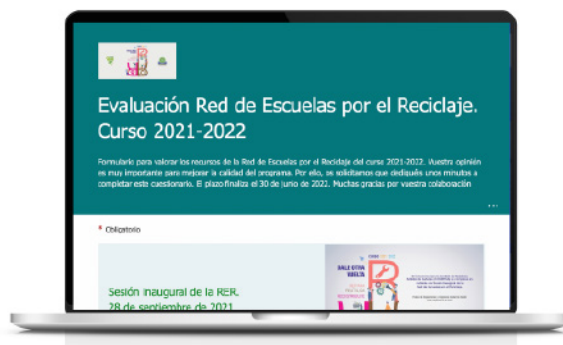 Evaluación Red de Escuelas por el Reciclaje.
Curso 2021-2022
Formulario para valorar los recursos de la Red de Escuelas por el Reciclaje del curso 2021-2022. Vuestra opinión
es muy importante para mejorar la calidad del programa. Por ello, os solicitamos que dediquéis unos minutos a
completar este cuestionario. El plazo finaliza el 30 de junio de 2022. Muchas gracias por vuestra colaboración
* Obligatorio
Sesión inaugural de la RER.
28 de septiembre de 2021
DALE OTRA
VUELTA